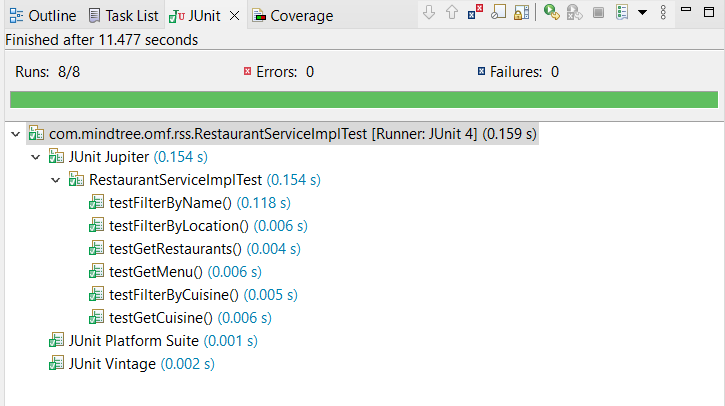 Outline Task List JUnit Coverage
Finished after 11.477 seconds
Runs: 8/8 Errors: 0 Failures: 0
com.mindtree.omf.rss.RestaurantServiceImplTest [Runner: JUnit 4] (0.159 s)
JUnit Jupiter (0.154 s)
RestaurantServiceImplTest (0.154 s)
testFilterByName() (0.118 s)
testFilterByLocation() (0.006 s)
testGetRestaurants() (0.004 s)
testGetMenu() (0.006 s)
testFilterByCuisine() (0.005 s)
testGetCuisine() (0.006 s)
JUnit Platform Suite (0.001 s)
JUnit Vintage (0.002 s)